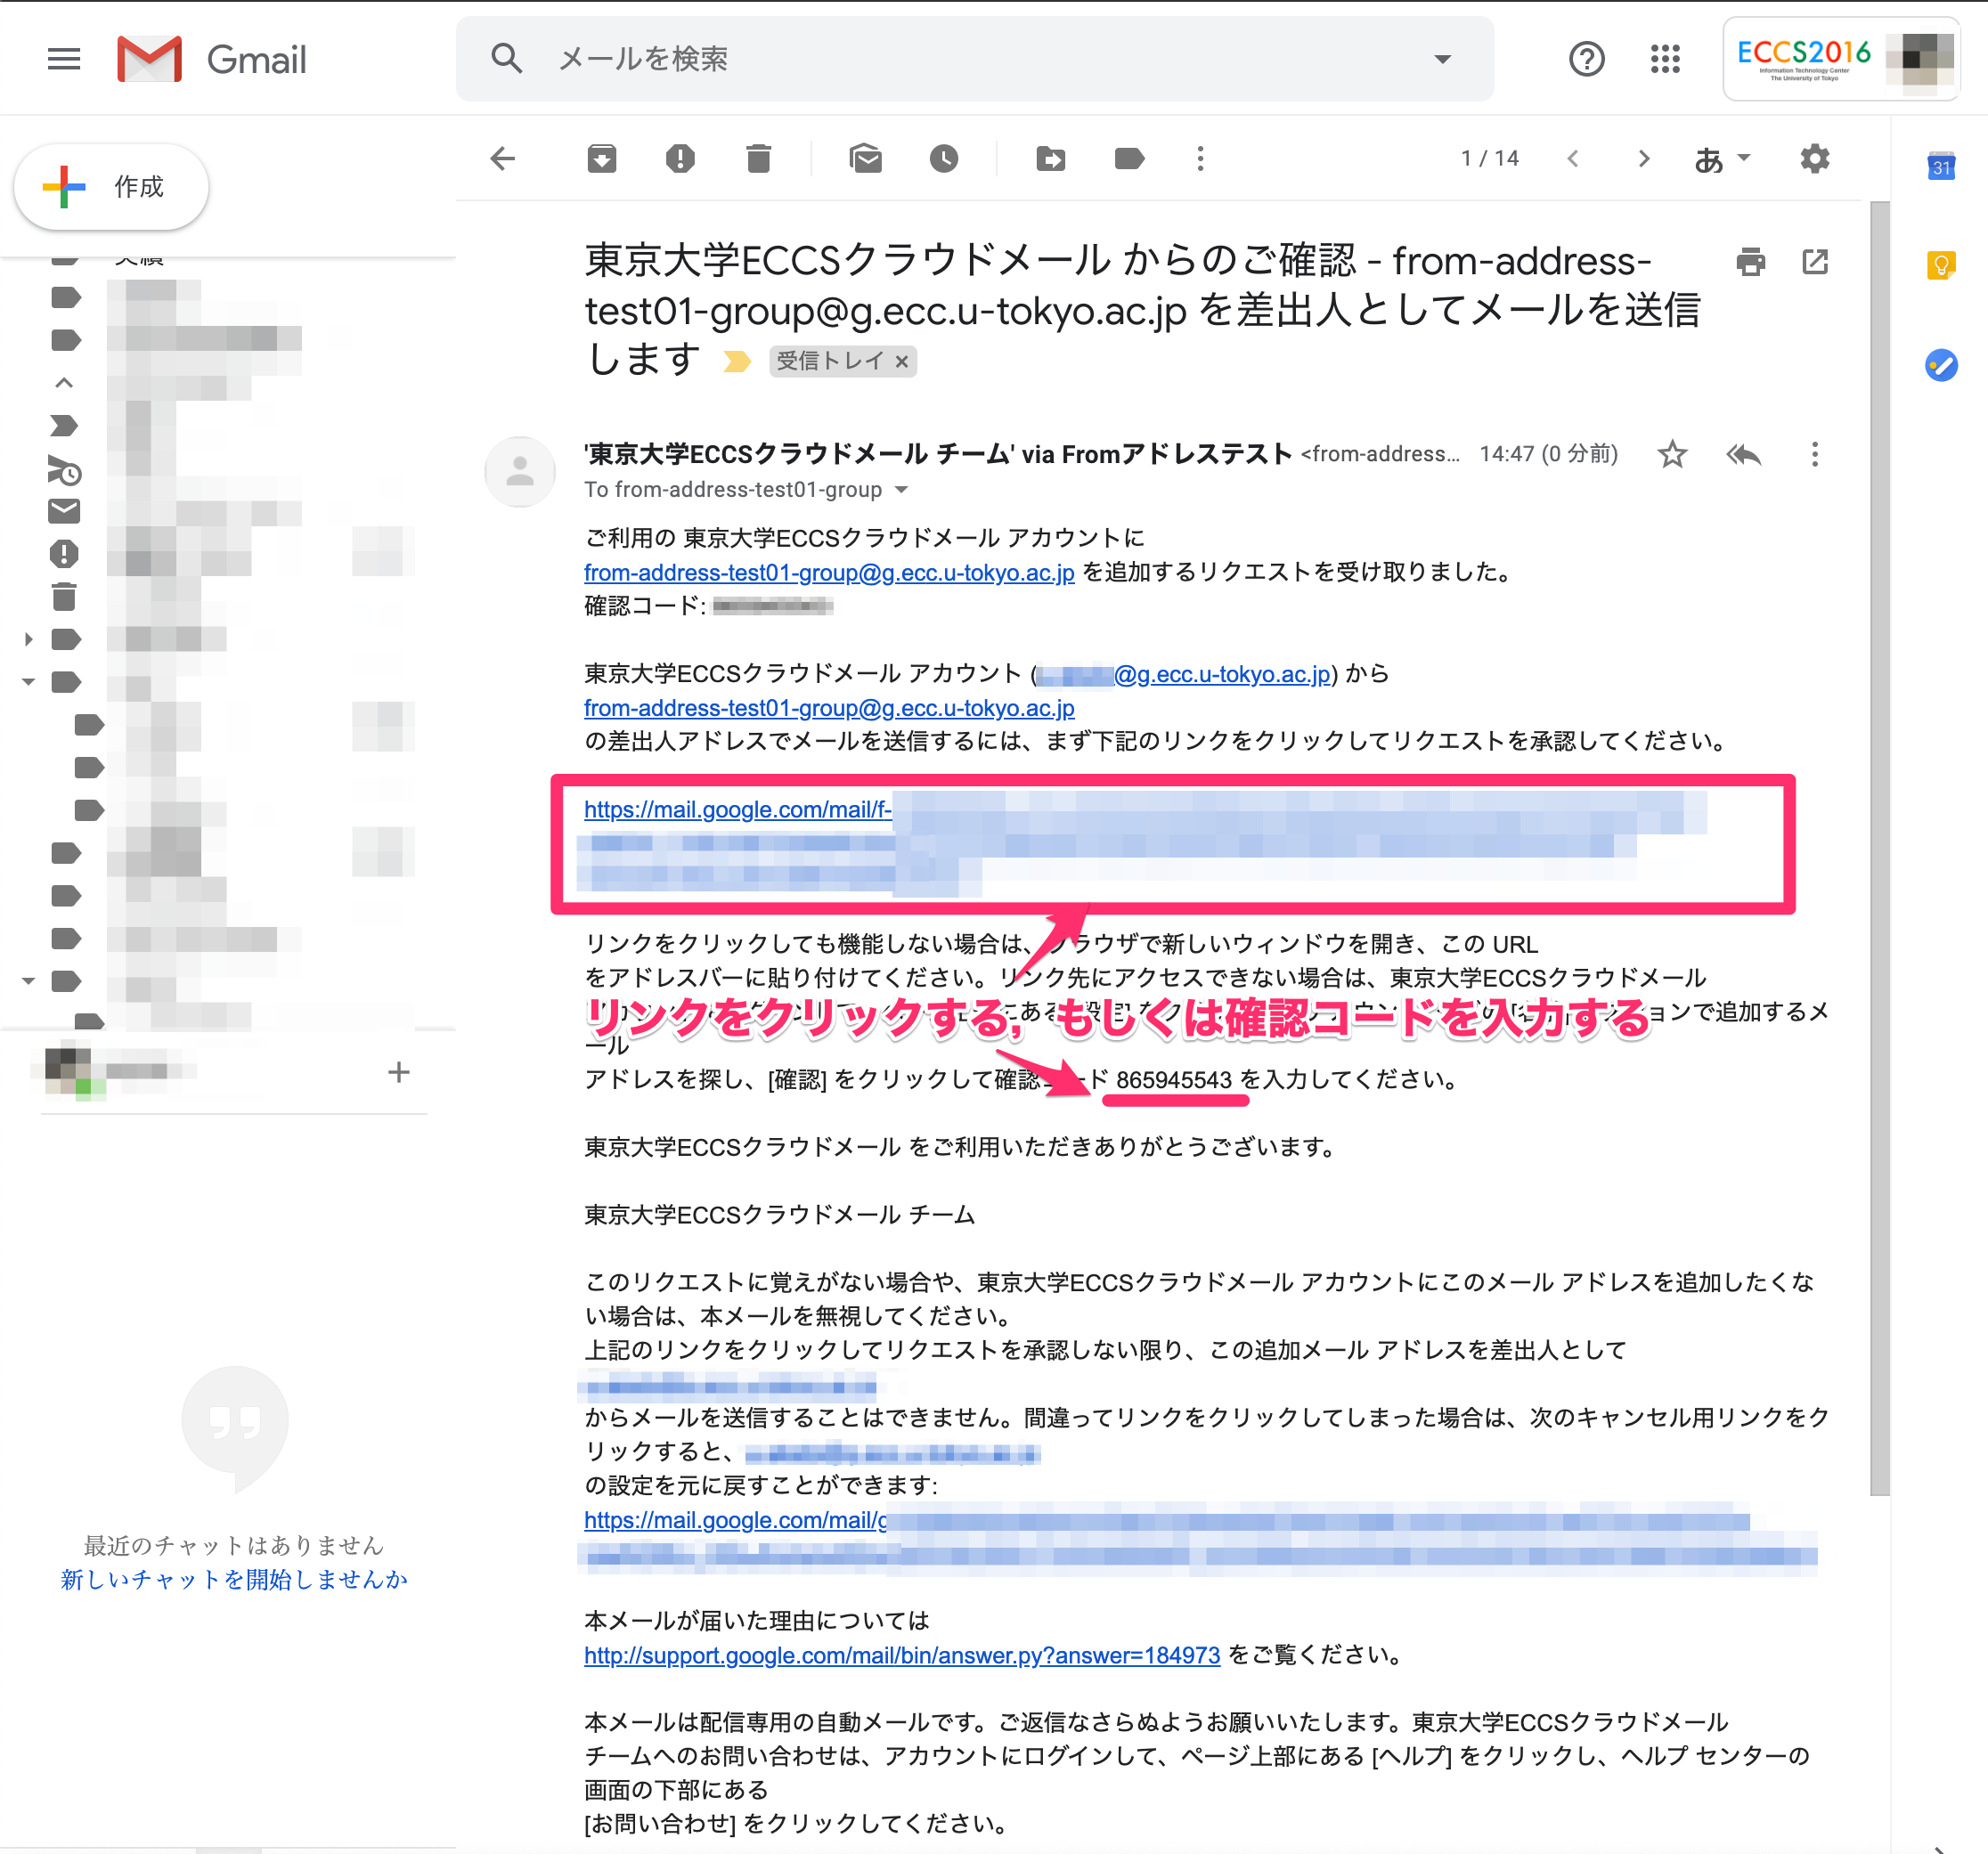 Gmail
メールを検索
ECCS2016
Information Technology Center
The University of Tokyo
作成
1 / 14
あ
31
東京大学ECCSクラウドメール からのご確認 - from-address-
test01-group@g.ecc.u-tokyo.ac.jp を差出人としてメールを送信
します 受信トレイ ×
'東京大学ECCSクラウドメール チーム' via Fromアドレステスト <from-address... 14:47 (0 分前)
To from-address-test01-group
ご利用の 東京大学ECCSクラウドメール アカウントに
from-address-test01-group@g.ecc.u-tokyo.ac.jp を追加するリクエストを受け取りました。
確認コード:
東京大学ECCSクラウドメール アカウント (@g.ecc.u-tokyo.ac.jp) から
from-address-test01-group@g.ecc.u-tokyo.ac.jp
の差出人アドレスでメールを送信するには、まず下記のリンクをクリックしてリクエストを承認してください。
https://mail.google.com/mail/f-
リンクをクリックしても機能しない場合は、ブラウザで新しいウィンドウを開き、この URL
をアドレスバーに貼り付けてください。リンク先にアクセスできない場合は、東京大学ECCSクラウドメール
リンクをクリックする，もしくは確認コードを入力する
ョンで追加するメ
ール
アドレスを探し、[確認] をクリックして確認コード 865945543 を入力してください。
東京大学ECCSクラウドメール をご利用いただきありがとうございます。
東京大学ECCSクラウドメール チーム
このリクエストに覚えがない場合や、東京大学ECCSクラウドメール アカウントにこのメール アドレスを追加したくな
い場合は、本メールを無視してください。
上記のリンクをクリックしてリクエストを承認しない限り、この追加メール アドレスを差出人として
からメールを送信することはできません。間違ってリンクをクリックしてしまった場合は、次のキャンセル用リンクをク
リックすると、
の設定を元に戻すことができます:
https://mail.google.com/mail/g
本メールが届いた理由については
http://support.google.com/mail/bin/answer.py?answer=184973 をご覧ください。
本メールは配信専用の自動メールです。ご返信なさらぬようお願いいたします。東京大学ECCSクラウドメール
チームへのお問い合わせは、アカウントにログインして、ページ上部にある [ヘルプ] をクリックし、ヘルプ センターの
画面の下部にある
[お問い合わせ] をクリックしてください。
最近のチャットはありません
新しいチャットを開始しませんか